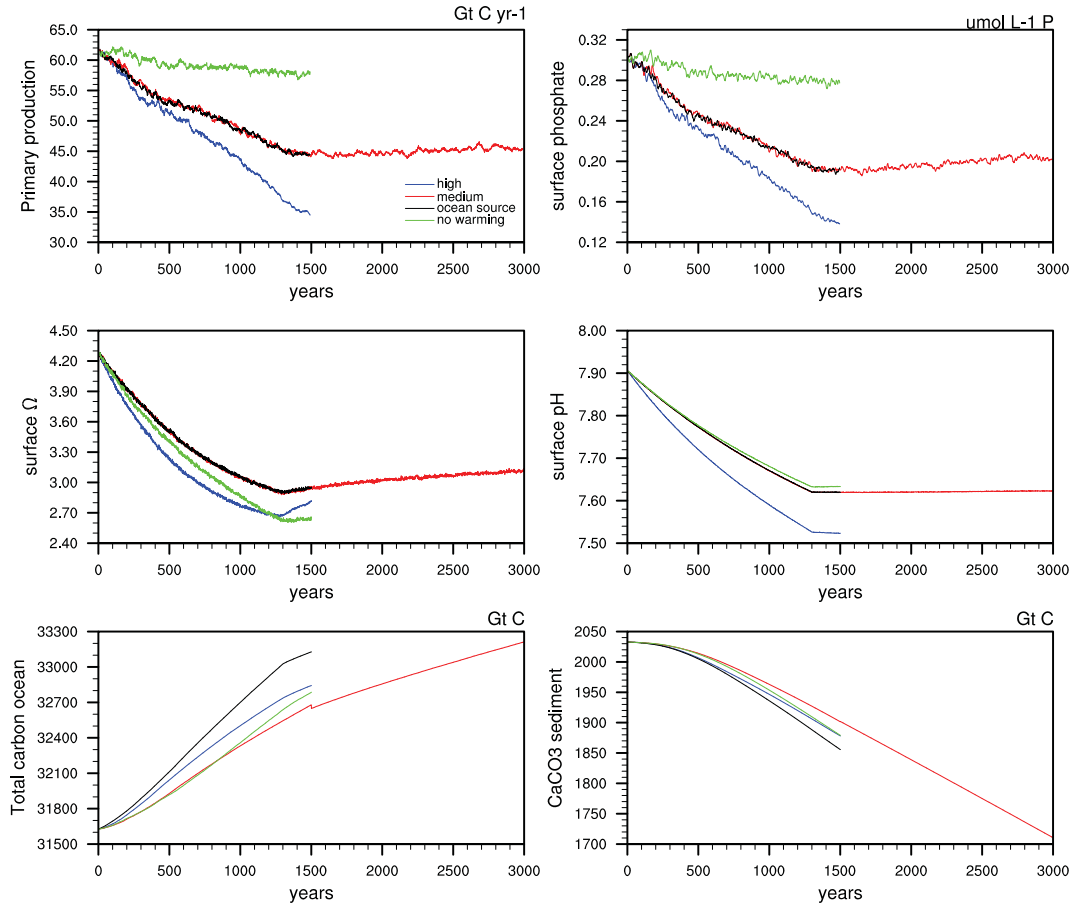 Gt C yr-1
65.0
60.0
55.0
50.0
45.0
40.0
35.0
30.0
Primary production
high
medium
ocean source
no warming
0 500 1000 1500 2000 2500 3000
years
umol L-1 P
0.32
0.28
0.24
0.20
0.16
0.12
surface phosphate
0 500 1000 1500 2000 2500 3000
years
4.50
4.20
3.90
3.60
3.30
3.00
2.70
2.40
surface Ω
0 500 1000 1500 2000 2500 3000
years
8.00
7.90
7.80
7.70
7.60
7.50
surface pH
0 500 1000 1500 2000 2500 3000
years
Gt C
33300
33000
32700
32400
32100
31800
31500
Total carbon ocean
0 500 1000 1500 2000 2500 3000
years
Gt C
2050
2000
1950
1900
1850
1800
1750
1700
CaCO3 sediment
0 500 1000 1500 2000 2500 3000
years